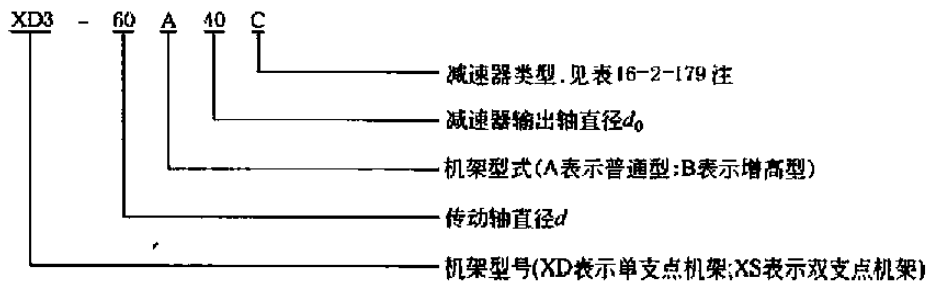 XD3 - 60 A 40 C
减速器类型.见表16-2-179注
减速器输出轴直径d₀
机架型式(A表示普通型;B表示增高型)
传动轴直径d
机架型号(XD表示单支点机架;XS表示双支点机架)